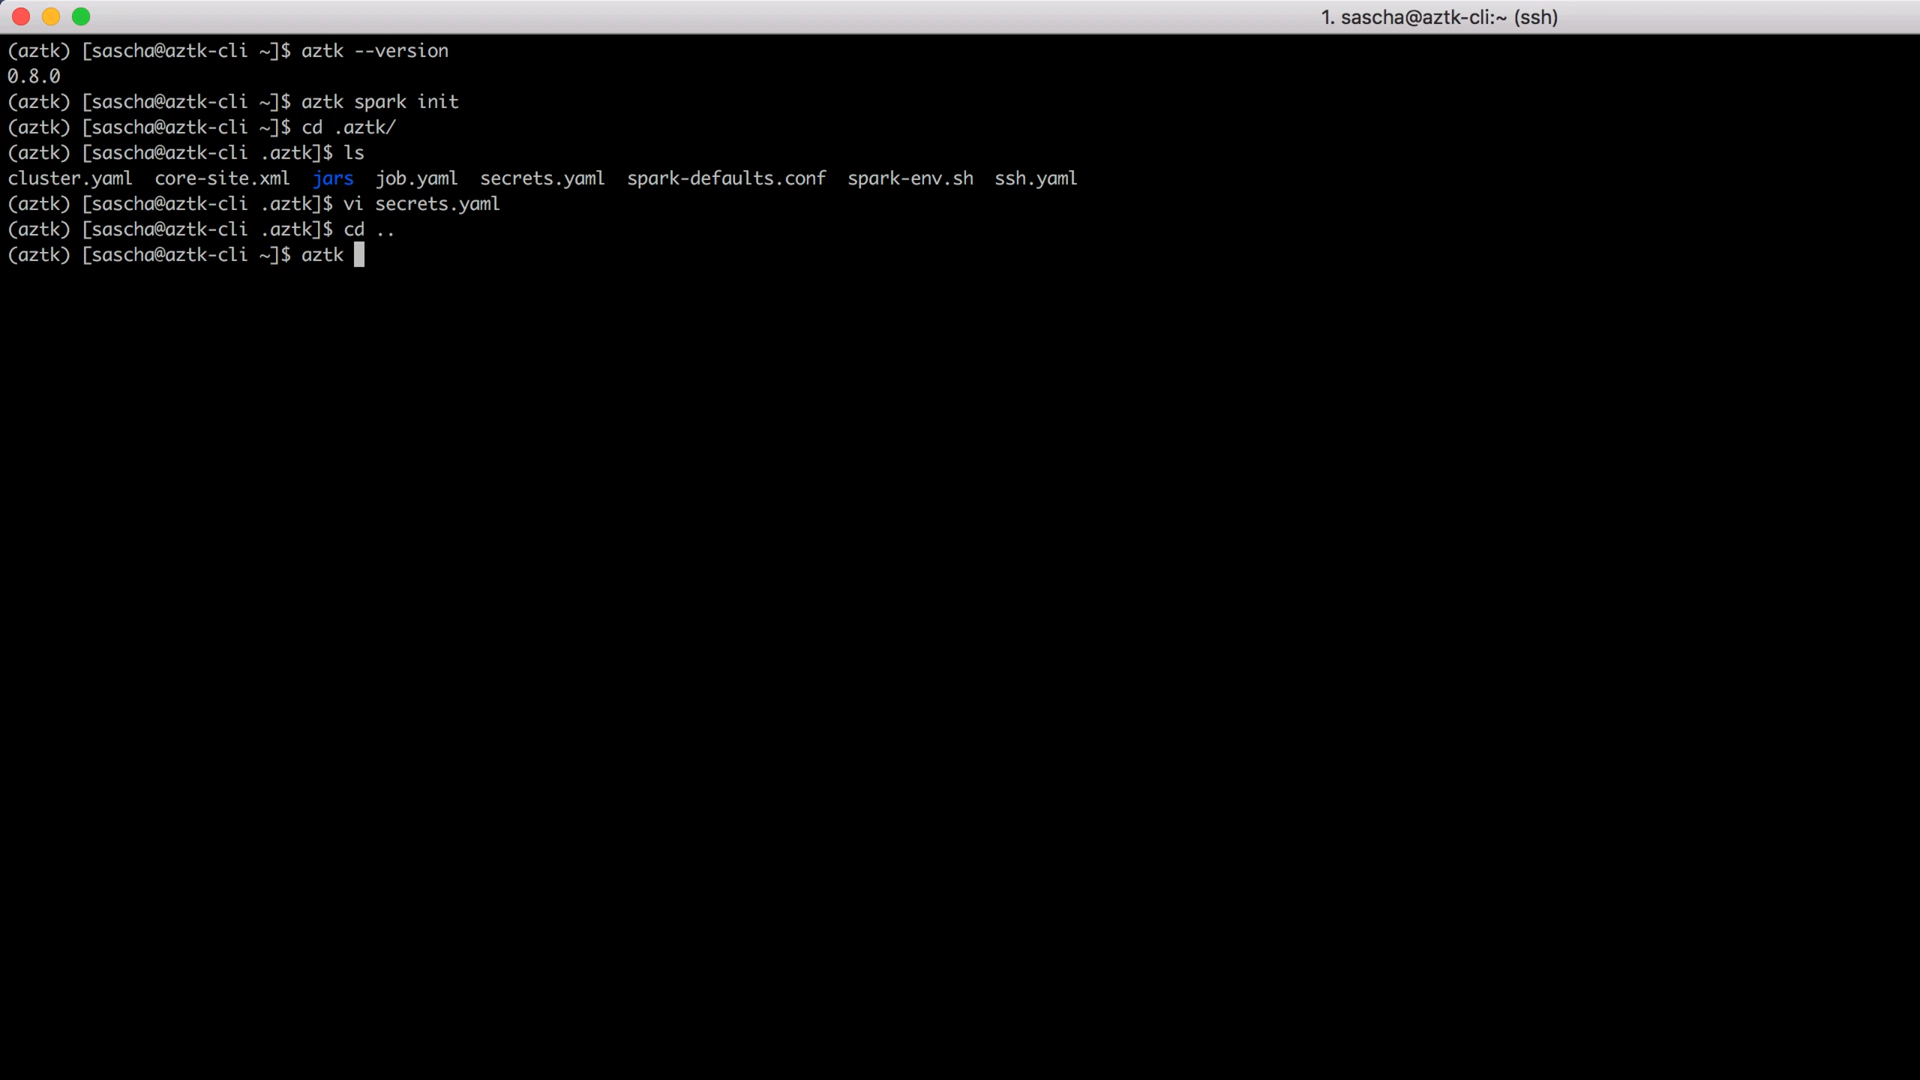 1. sascha@aztk-cli:~ (ssh)
(aztk) [sascha@aztk-cli ~]$ aztk --version
0.8.0
(aztk) [sascha@aztk-cli ~]$ aztk spark init
(aztk) [sascha@aztk-cli ~]$ cd .aztk/
(aztk) [sascha@aztk-cli .aztk]$ ls
cluster.yaml  core-site.xml  jars  job.yaml  secrets.yaml  spark-defaults.conf  spark-env.sh  ssh.yaml
(aztk) [sascha@aztk-cli .aztk]$ vi secrets.yaml
(aztk) [sascha@aztk-cli .aztk]$ cd ..
(aztk) [sascha@aztk-cli ~]$ aztk